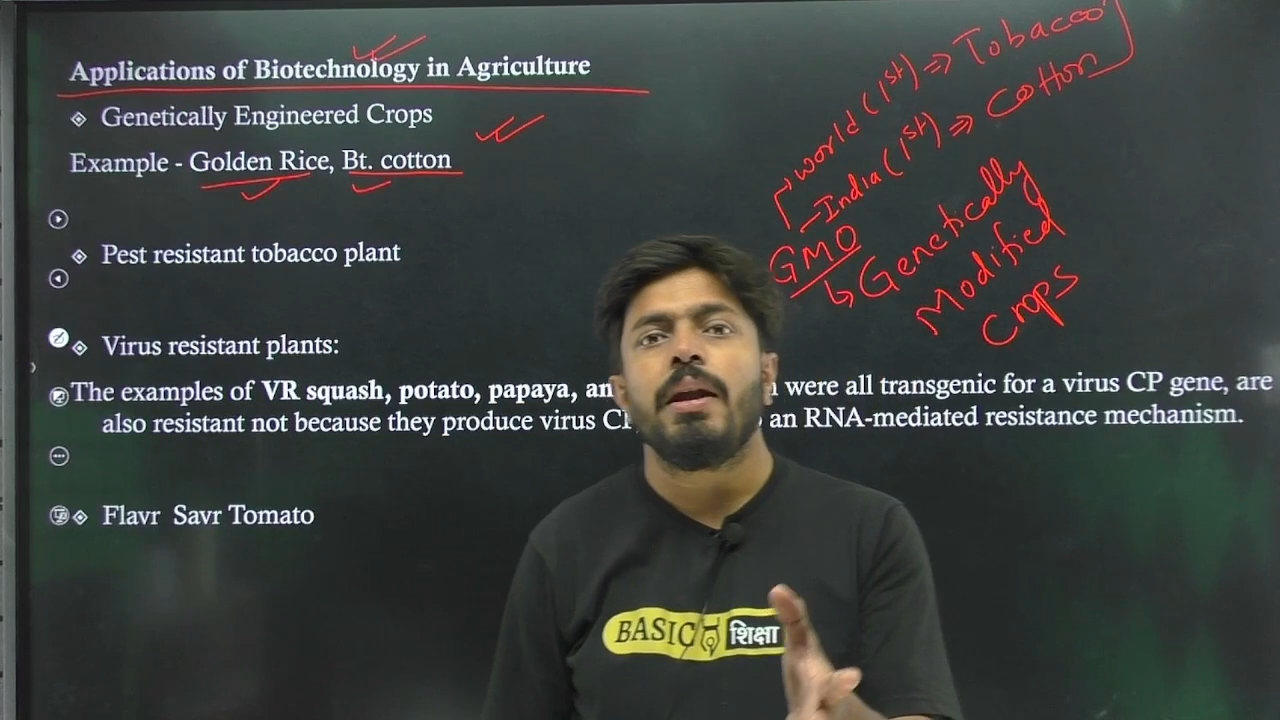 Applications of Biotechnology in Agriculture
Genetically Engineered Crops
Example - Golden Rice, Bt. cotton
Pest resistant tobacco plant
Virus resistant plants:
The examples of VR squash, potato, papaya, an were all transgenic for a virus CP gene, are
also resistant not because they produce virus an RNA-mediated resistance mechanism.
Flavr Savr Tomato
world (1st) => Tobacco
India (1st) => Cotton
GMO
Genetically
Modified
Crops
BASIC शिक्षा